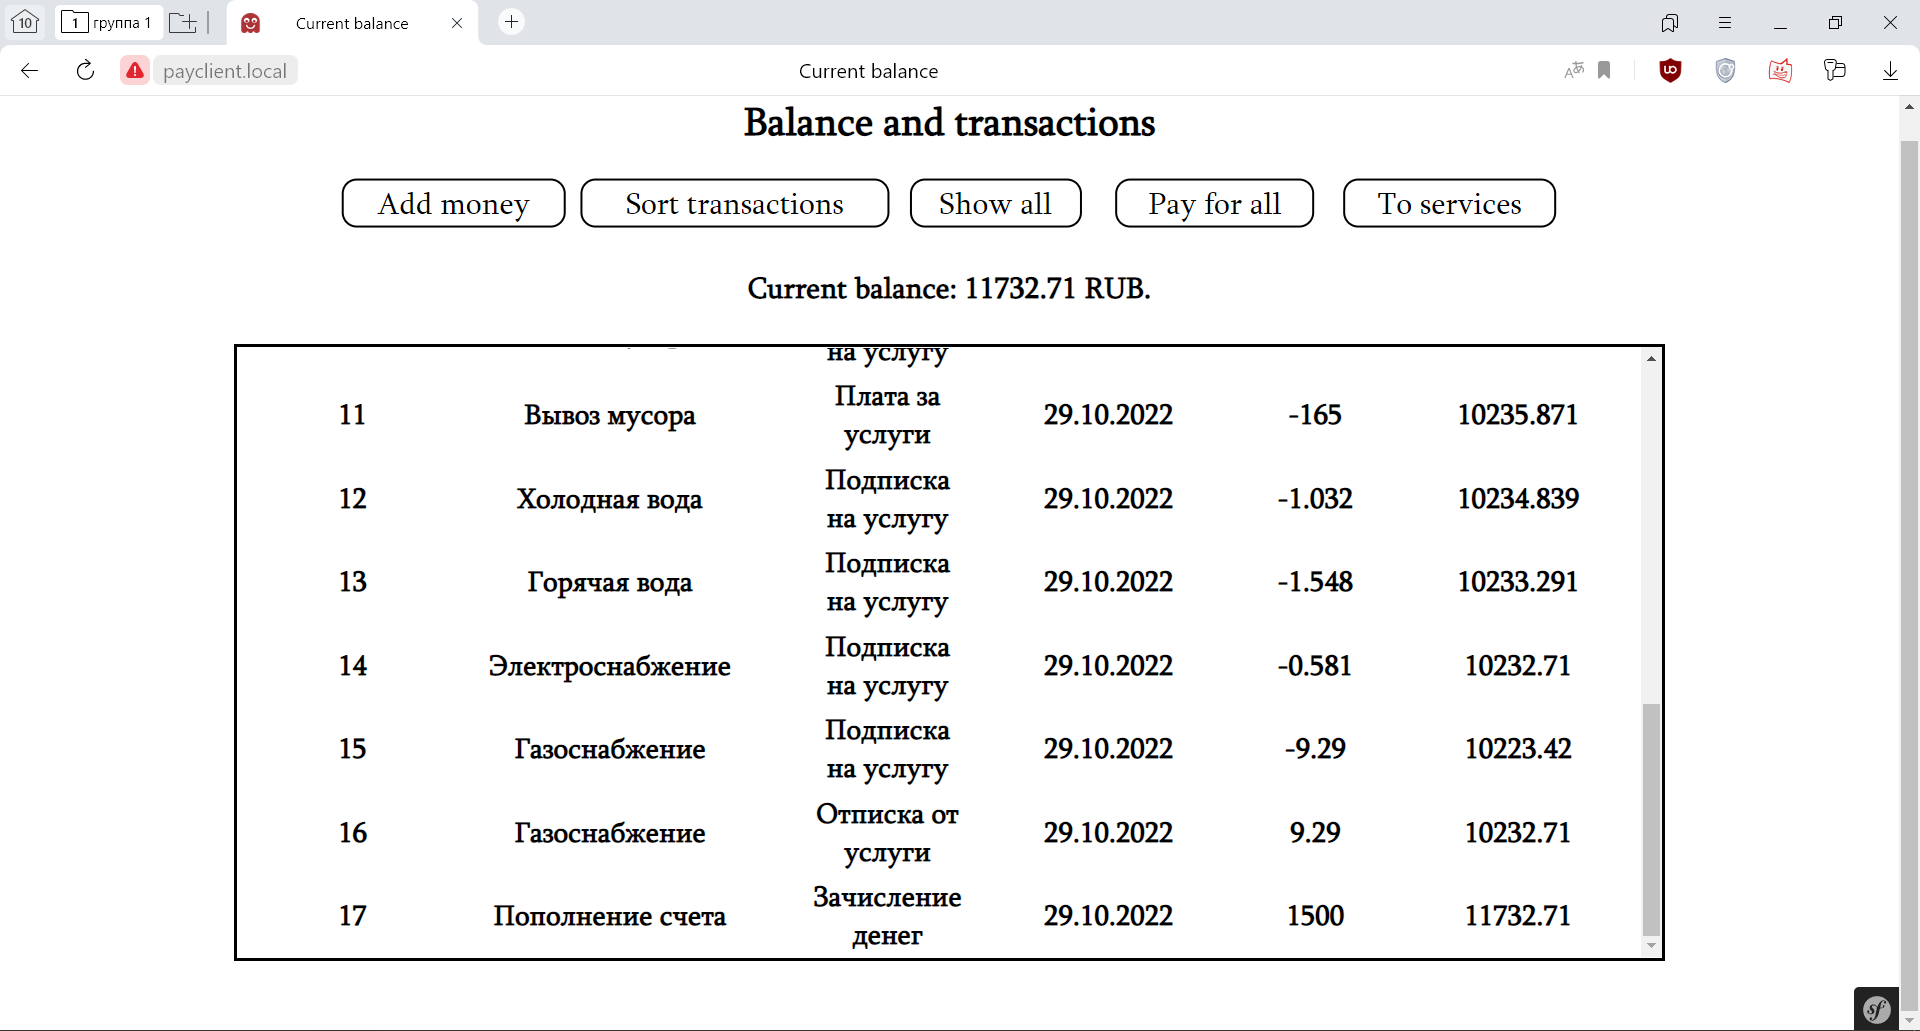 10
1
группа 1
Current balance
payclient.local
Current balance
Balance and transactions
Add money
Sort transactions
Show all
Pay for all
To services
Current balance: 11732.71 RUB.
на услугу
11 Вывоз мусора Плата за услуги 29.10.2022 -165 10235.871
12 Холодная вода Подписка на услугу 29.10.2022 -1.032 10234.839
13 Горячая вода Подписка на услугу 29.10.2022 -1.548 10233.291
14 Электроснабжение Подписка на услугу 29.10.2022 -0.581 10232.71
15 Газоснабжение Подписка на услугу 29.10.2022 -9.29 10223.42
16 Газоснабжение Отписка от услуги 29.10.2022 9.29 10232.71
17 Пополнение счета Зачисление денег 29.10.2022 1500 11732.71
sf